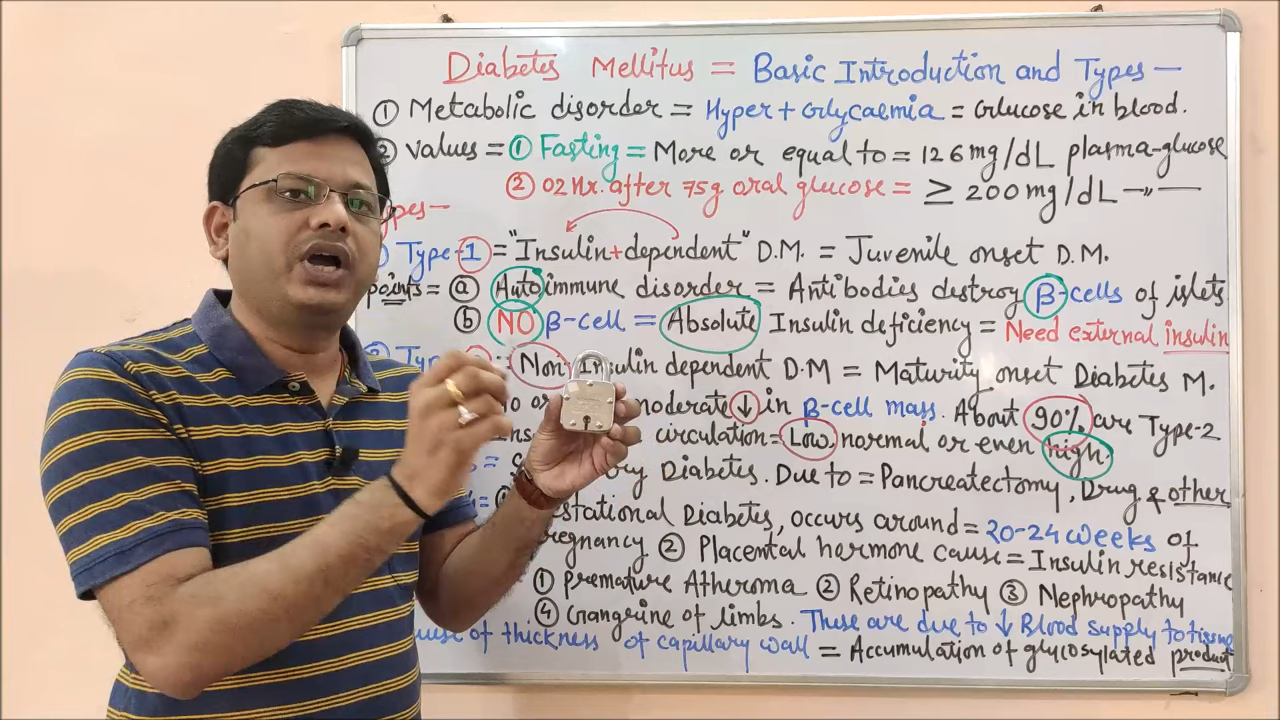 Diabetes Mellitus = Basic Introduction and Types —
① Metabolic disorder = Hyper + Glycaemia = Glucose in blood.
② values = ① Fasting = More or equal to = 126 mg/dL plasma-glucose
② 02 Hr. after 75g oral glucose = ≥ 200 mg/dL —〃—
Types—
Type-1 = "Insulin+dependent" D.M. = Juvenile onset D.M.
points = ⓐ Autoimmune disorder = Antibodies destroy β-cells of islets
ⓑ NO β-cell = Absolute Insulin deficiency = Need external insulin
Non-Insulin dependent D.M = Maturity onset Diabetes M.
moderate ↓ in β-cell mass. About 90% are Type-2
circulation = Low, normal or even high.
Diabetes. Due to = Pancreatectomy, Drug & other
Diabetes, occurs around = 20-24 weeks of
② Placental hormone cause = Insulin resistance
① Premature Atheroma ② Retinopathy ③ Nephropathy
④ Gangrine of limbs. These are due to ↓ Blood supply to tissue
of thickness of capillary wall = Accumulation of glycosylated product